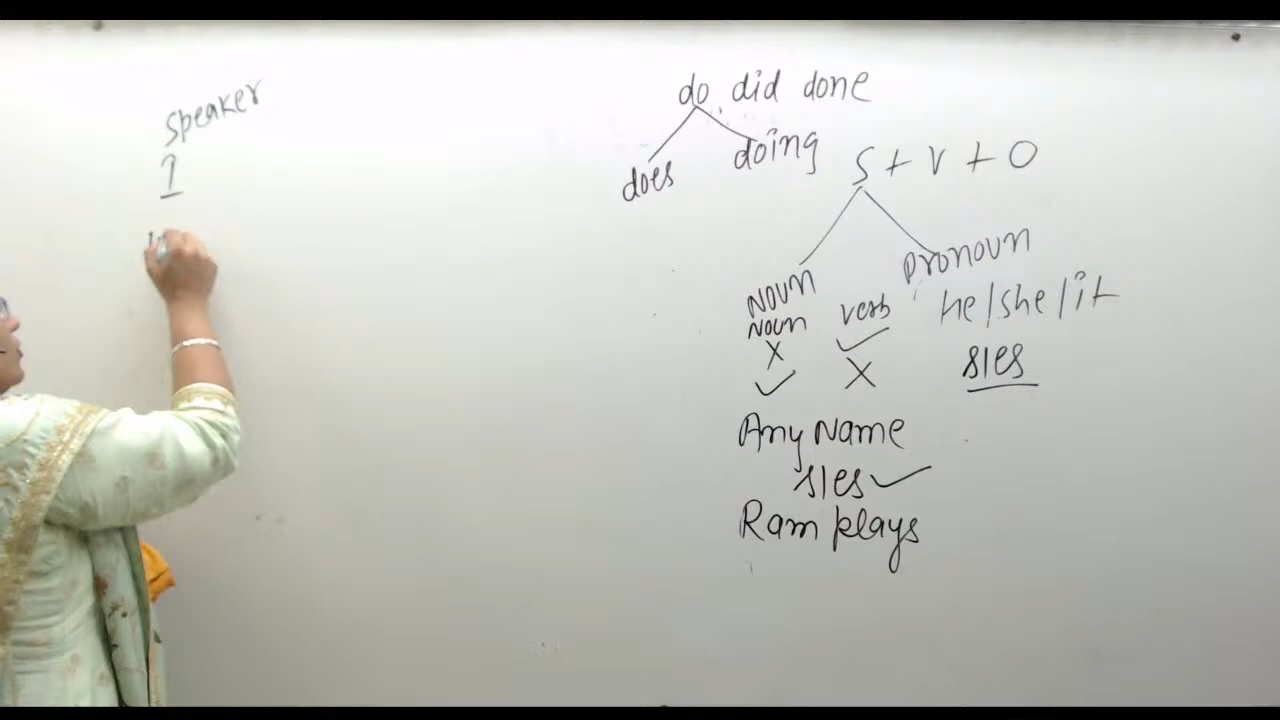 speaker
I
do did done
does doing
S + V + O
Noun pronoun
Noun verb he/she/it
X ✓
✓ X s/es
Any Name
s/es ✓
Ram plays